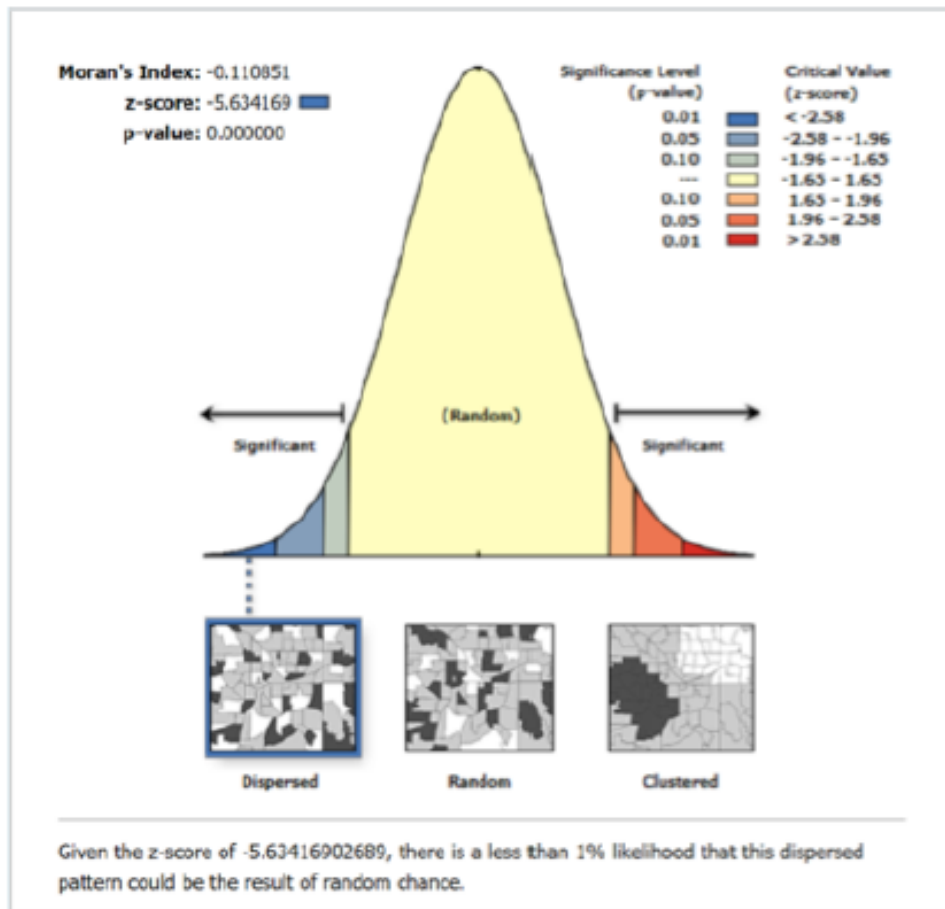 Moran's Index: -0.110851
z-score: -5.634169
p-value: 0.000000
Significance Level Critical Value
(p-value) (z-score)
0.01 < -2.58
0.05 -2.58 - -1.96
0.10 -1.96 - -1.65
--- -1.65 - 1.65
0.10 1.65 - 1.96
0.05 1.96 - 2.58
0.01 > 2.58
(Random)
Significant Significant
Dispersed Random Clustered
Given the z-score of -5.63416902689, there is a less than 1% likelihood that this dispersed
pattern could be the result of random chance.